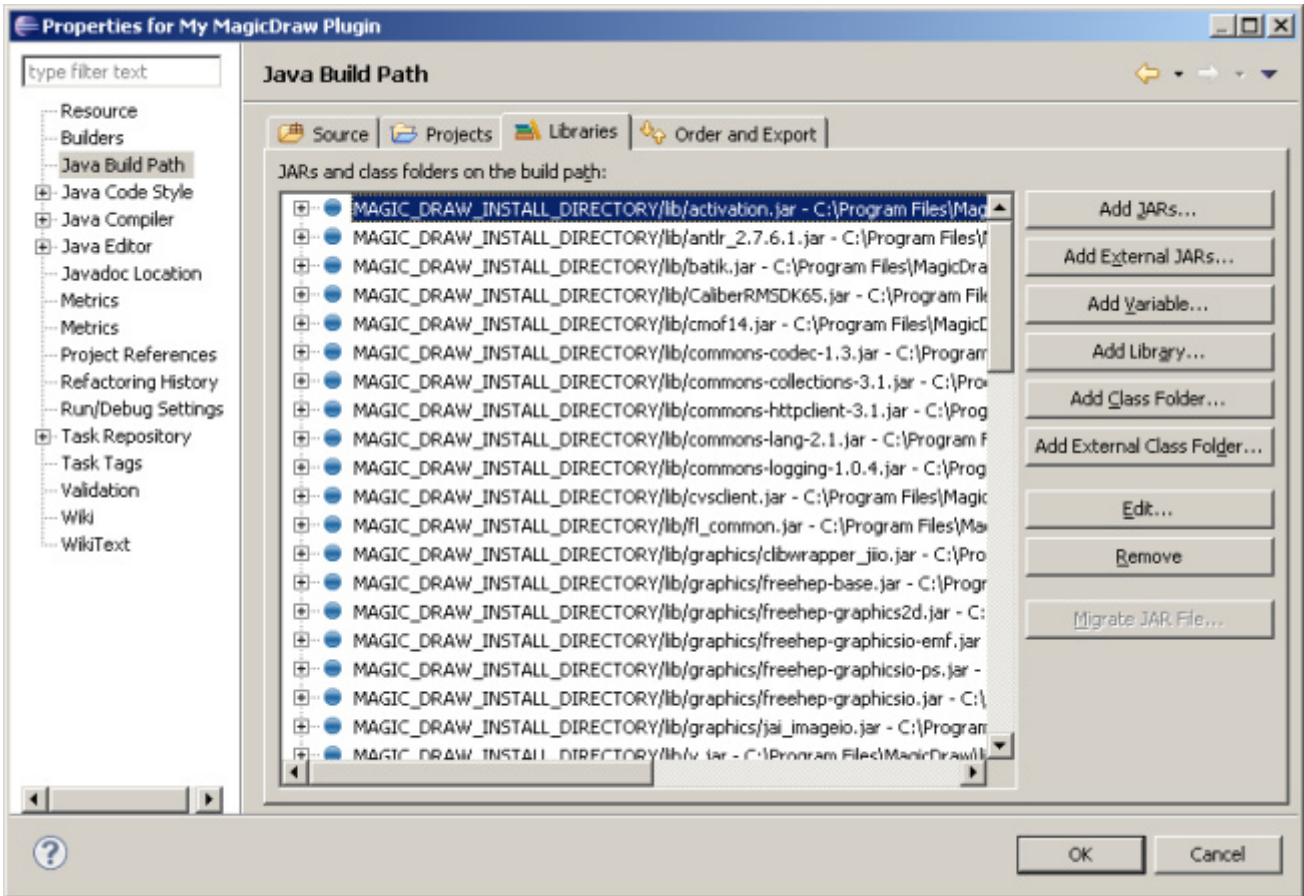 Properties for My MagicDraw Plugin
type filter text
Resource
Builders
Java Build Path
Java Code Style
Java Compiler
Java Editor
Javadoc Location
Metrics
Metrics
Project References
Refactoring History
Run/Debug Settings
Task Repository
Task Tags
Validation
Wiki
WikiText
Java Build Path
Source Projects Libraries Order and Export
JARs and class folders on the build path:
MAGIC_DRAW_INSTALL_DIRECTORY/lib/activation.jar - C:\Program Files\Mag
MAGIC_DRAW_INSTALL_DIRECTORY/lib/antlr_2.7.6.1.jar - C:\Program Files\
MAGIC_DRAW_INSTALL_DIRECTORY/lib/batik.jar - C:\Program Files\MagicDra
MAGIC_DRAW_INSTALL_DIRECTORY/lib/CaliberRMSDK65.jar - C:\Program File
MAGIC_DRAW_INSTALL_DIRECTORY/lib/cmof14.jar - C:\Program Files\MagicD
MAGIC_DRAW_INSTALL_DIRECTORY/lib/commons-codec-1.3.jar - C:\Program
MAGIC_DRAW_INSTALL_DIRECTORY/lib/commons-collections-3.1.jar - C:\Pro
MAGIC_DRAW_INSTALL_DIRECTORY/lib/commons-httpclient-3.1.jar - C:\Prog
MAGIC_DRAW_INSTALL_DIRECTORY/lib/commons-lang-2.1.jar - C:\Program F
MAGIC_DRAW_INSTALL_DIRECTORY/lib/commons-logging-1.0.4.jar - C:\Prog
MAGIC_DRAW_INSTALL_DIRECTORY/lib/cvsclient.jar - C:\Program Files\Magic
MAGIC_DRAW_INSTALL_DIRECTORY/lib/fl_common.jar - C:\Program Files\Ma
MAGIC_DRAW_INSTALL_DIRECTORY/lib/graphics/clibwrapper_jiio.jar - C:\Pro
MAGIC_DRAW_INSTALL_DIRECTORY/lib/graphics/freehep-base.jar - C:\Progr
MAGIC_DRAW_INSTALL_DIRECTORY/lib/graphics/freehep-graphics2d.jar - C:
MAGIC_DRAW_INSTALL_DIRECTORY/lib/graphics/freehep-graphicsio-emf.jar
MAGIC_DRAW_INSTALL_DIRECTORY/lib/graphics/freehep-graphicsio-ps.jar -
MAGIC_DRAW_INSTALL_DIRECTORY/lib/graphics/freehep-graphicsio.jar - C:\
MAGIC_DRAW_INSTALL_DIRECTORY/lib/graphics/jai_imageio.jar - C:\Program
MAGIC_DRAW_INSTALL_DIRECTORY/lib/y.jar - C:\Program Files\MagicDraw\l
Add JARs...
Add External JARs...
Add Variable...
Add Library...
Add Class Folder...
Add External Class Folder...
Edit...
Remove
Migrate JAR File...
OK Cancel